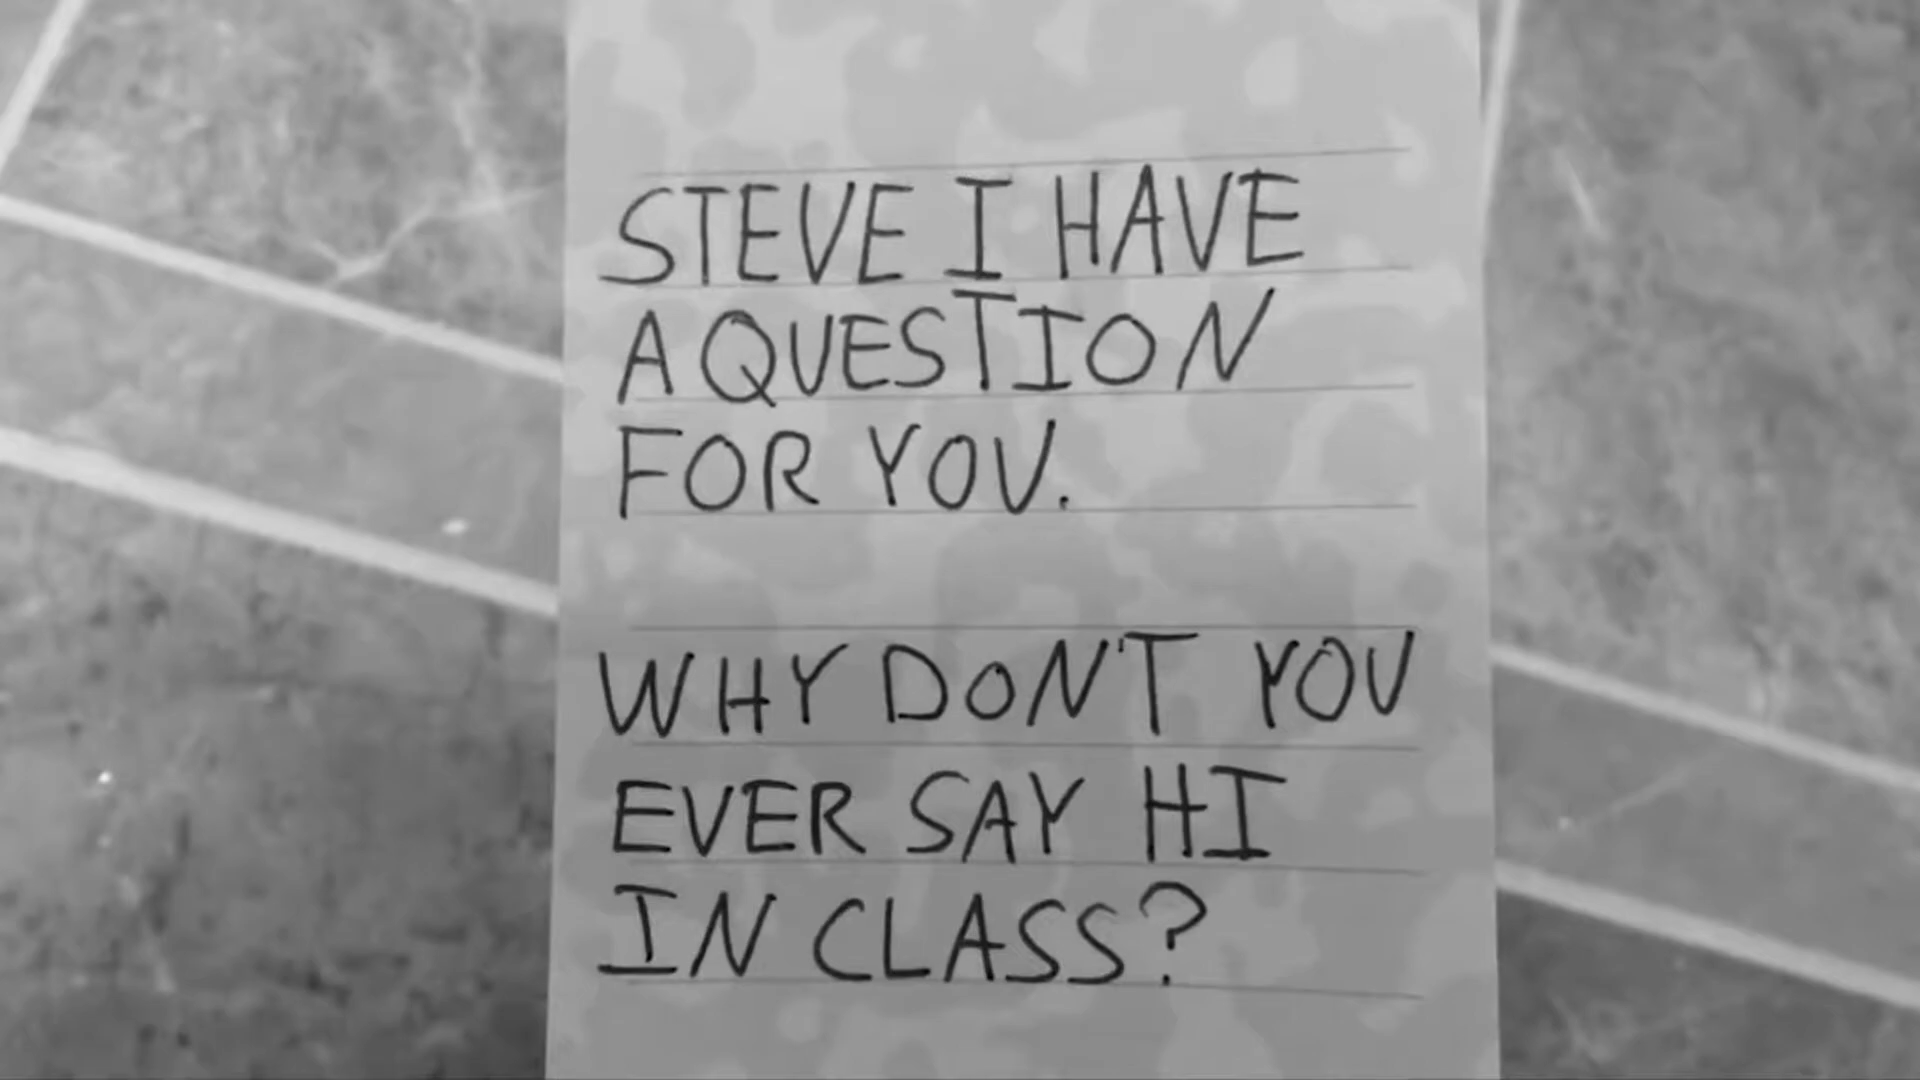 STEVE I HAVE
A QUESTION
FOR YOU.
WHY DON'T YOU
EVER SAY HI
IN CLASS?